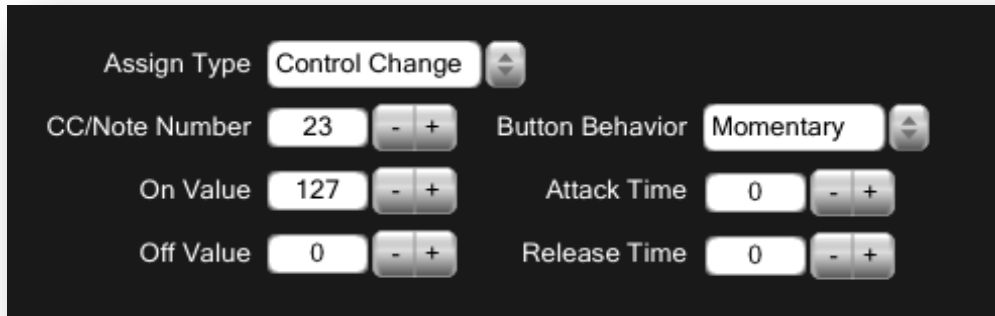 Assign Type Control Change
CC/Note Number 23 - + Button Behavior Momentary
On Value 127 - + Attack Time 0 - +
Off Value 0 - + Release Time 0 - +